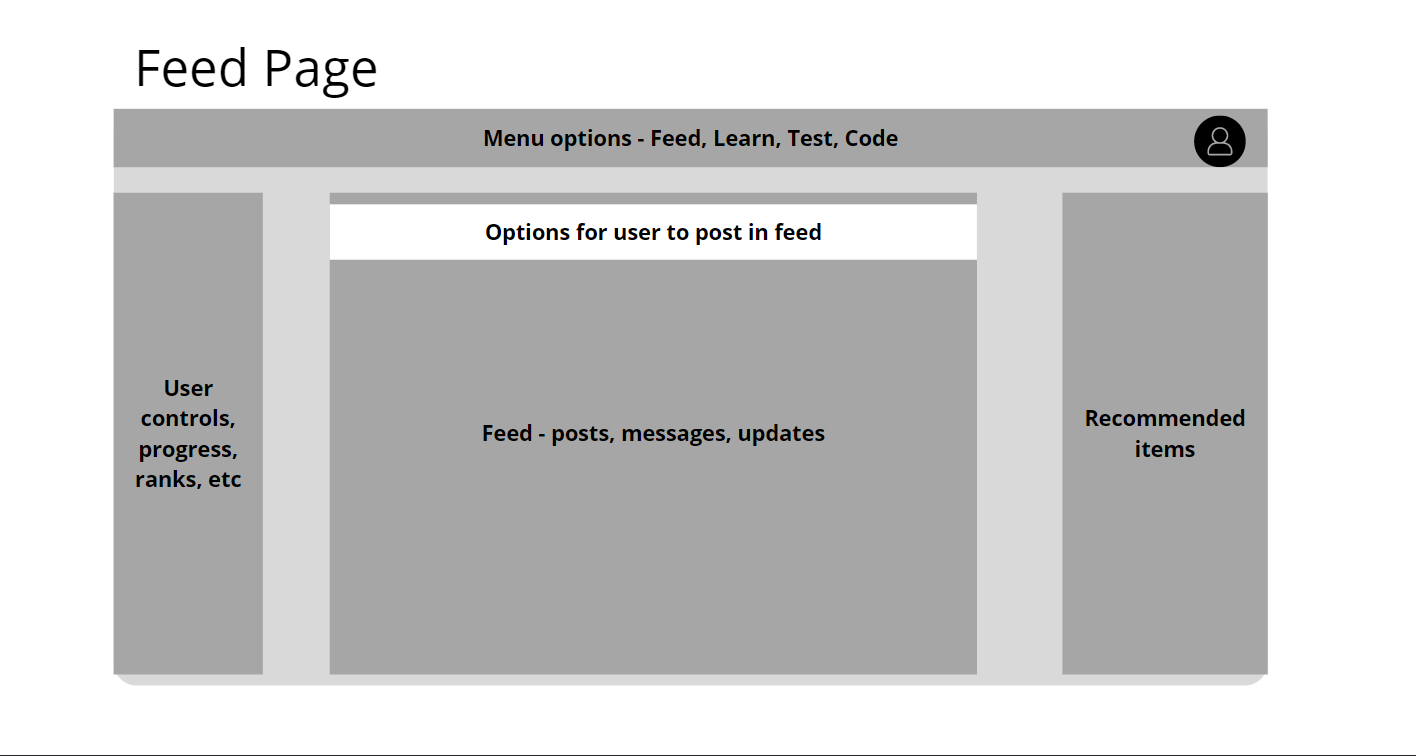 Feed Page
Menu options - Feed, Learn, Test, Code
Options for user to post in feed
User
controls,
progress,
ranks, etc
Feed - posts, messages, updates
Recommended
items